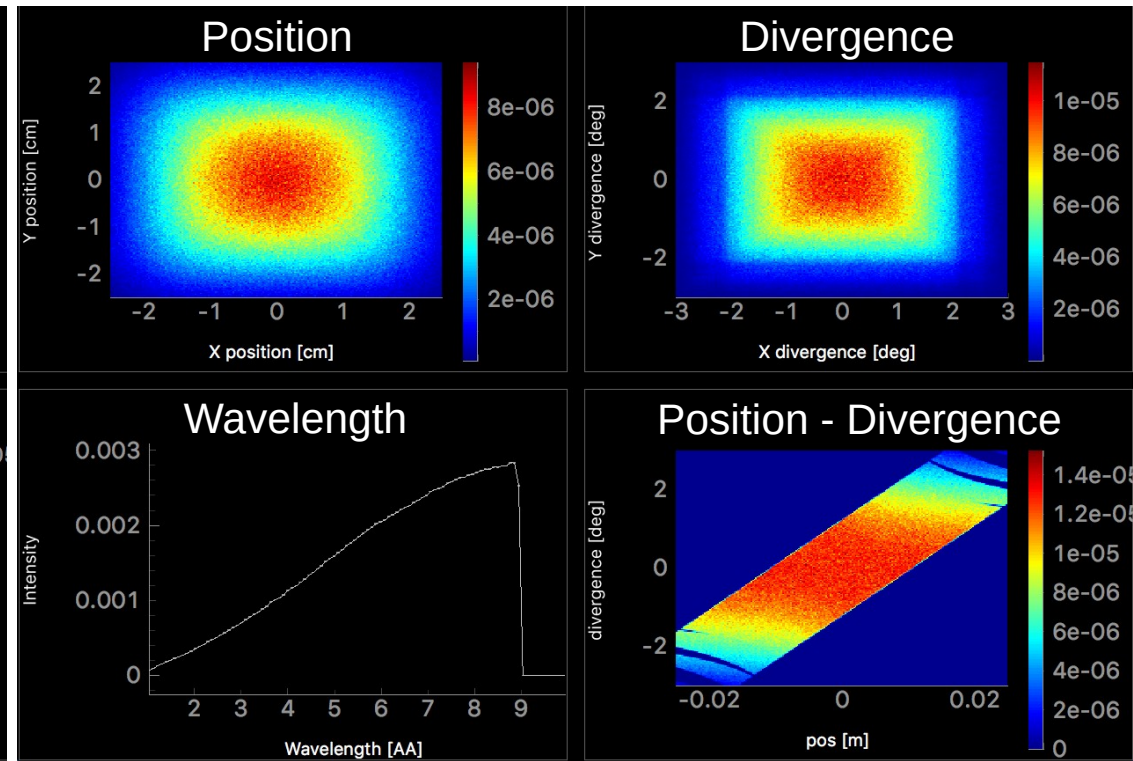 Position
Y position [cm]
2
1
0
-1
-2
-2
-1
0
1
2
X position [cm]
8e-06
6e-06
4e-06
2e-06
Divergence
Y divergence [deg]
2
0
-2
-3
-2
-1
0
1
2
3
X divergence [deg]
1e-05
8e-06
6e-06
4e-06
2e-06
Wavelength
Intensity
0.003
0.002
0.001
0
2
3
4
5
6
7
8
9
Wavelength [AA]
Position - Divergence
divergence [deg]
2
0
-2
-0.02
0
0.02
pos [m]
1.4e-05
1.2e-05
1e-05
8e-06
6e-06
4e-06
2e-06
0